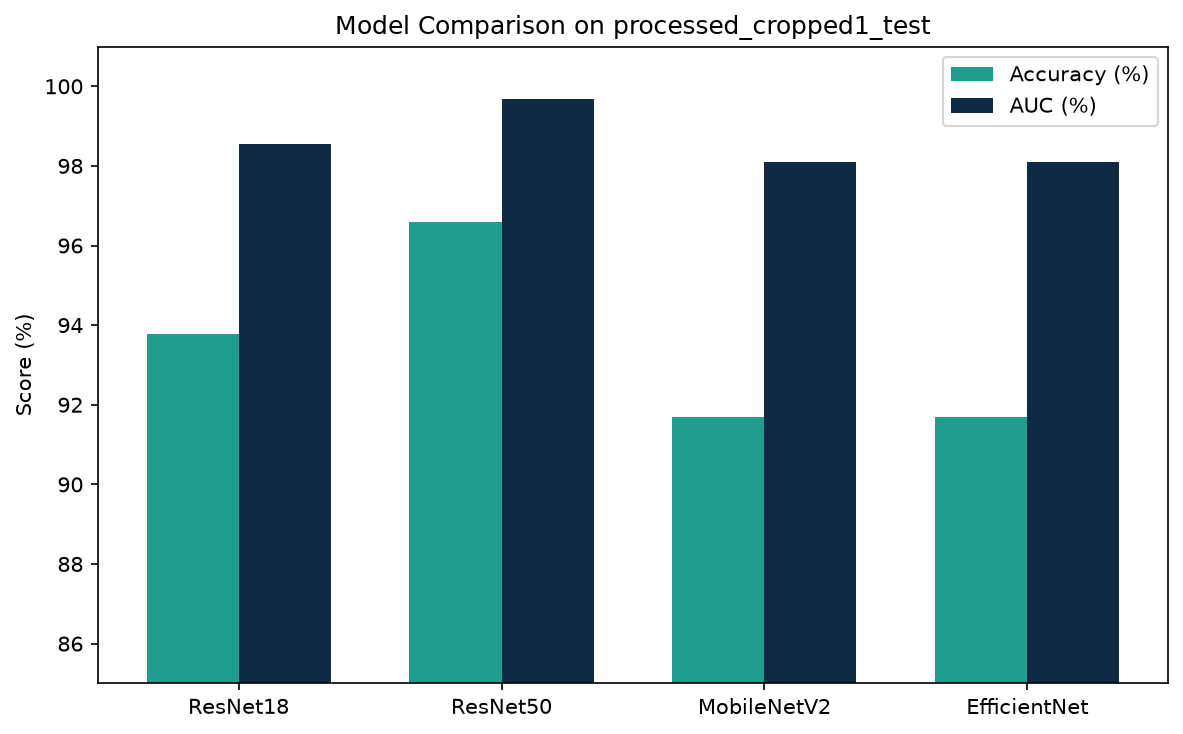 Model Comparison on processed_cropped1_test
Accuracy (%)
AUC (%)
Score (%)
100
98
96
94
92
90
88
86
ResNet18
ResNet50
MobileNetV2
EfficientNet